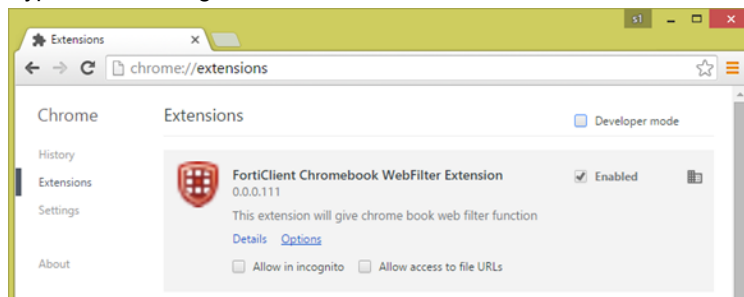 s1
Extensions
chrome://extensions
Chrome
Extensions
Developer mode
History
Extensions
Settings
About
FortiClient Chromebook WebFilter Extension
Enabled
0.0.0.111
This extension will give chrome book web filter function
Details Options
Allow in incognito Allow access to file URLs